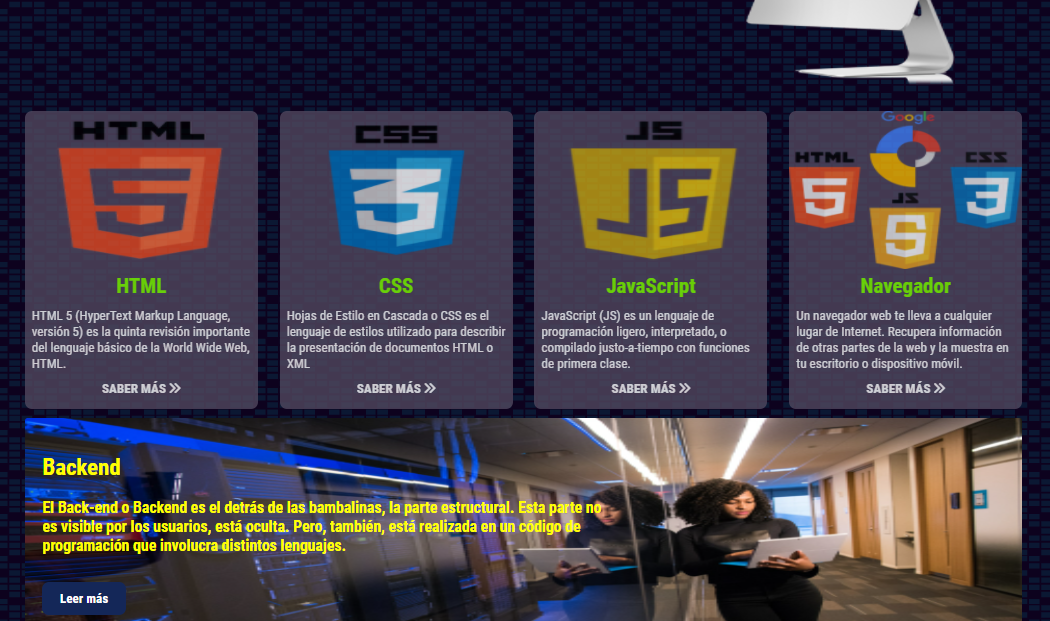 HTML
5
HTML
HTML 5 (HyperText Markup Language,
versión 5) es la quinta revisión importante
del lenguaje básico de la World Wide Web,
HTML.
SABER MÁS
CSS
3
CSS
Hojas de Estilo en Cascada o CSS es el
lenguaje de estilos utilizado para describir
la presentación de documentos HTML o
XML
SABER MÁS
JS
JS
JavaScript
JavaScript (JS) es un lenguaje de
programación ligero, interpretado, o
compilado justo-a-tiempo con funciones
de primera clase.
SABER MÁS
Google
HTML
CSS
5
3
JS
5
Navegador
Un navegador web te lleva a cualquier
lugar de Internet. Recupera información
de otras partes de la web y la muestra en
tu escritorio o dispositivo móvil.
SABER MÁS
Backend
El Back-end o Backend es el detrás de las bambalinas, la parte estructural. Esta parte no
es visible por los usuarios, está oculta. Pero, también, está realizada en un código de
programación que involucra distintos lenguajes.
Leer más